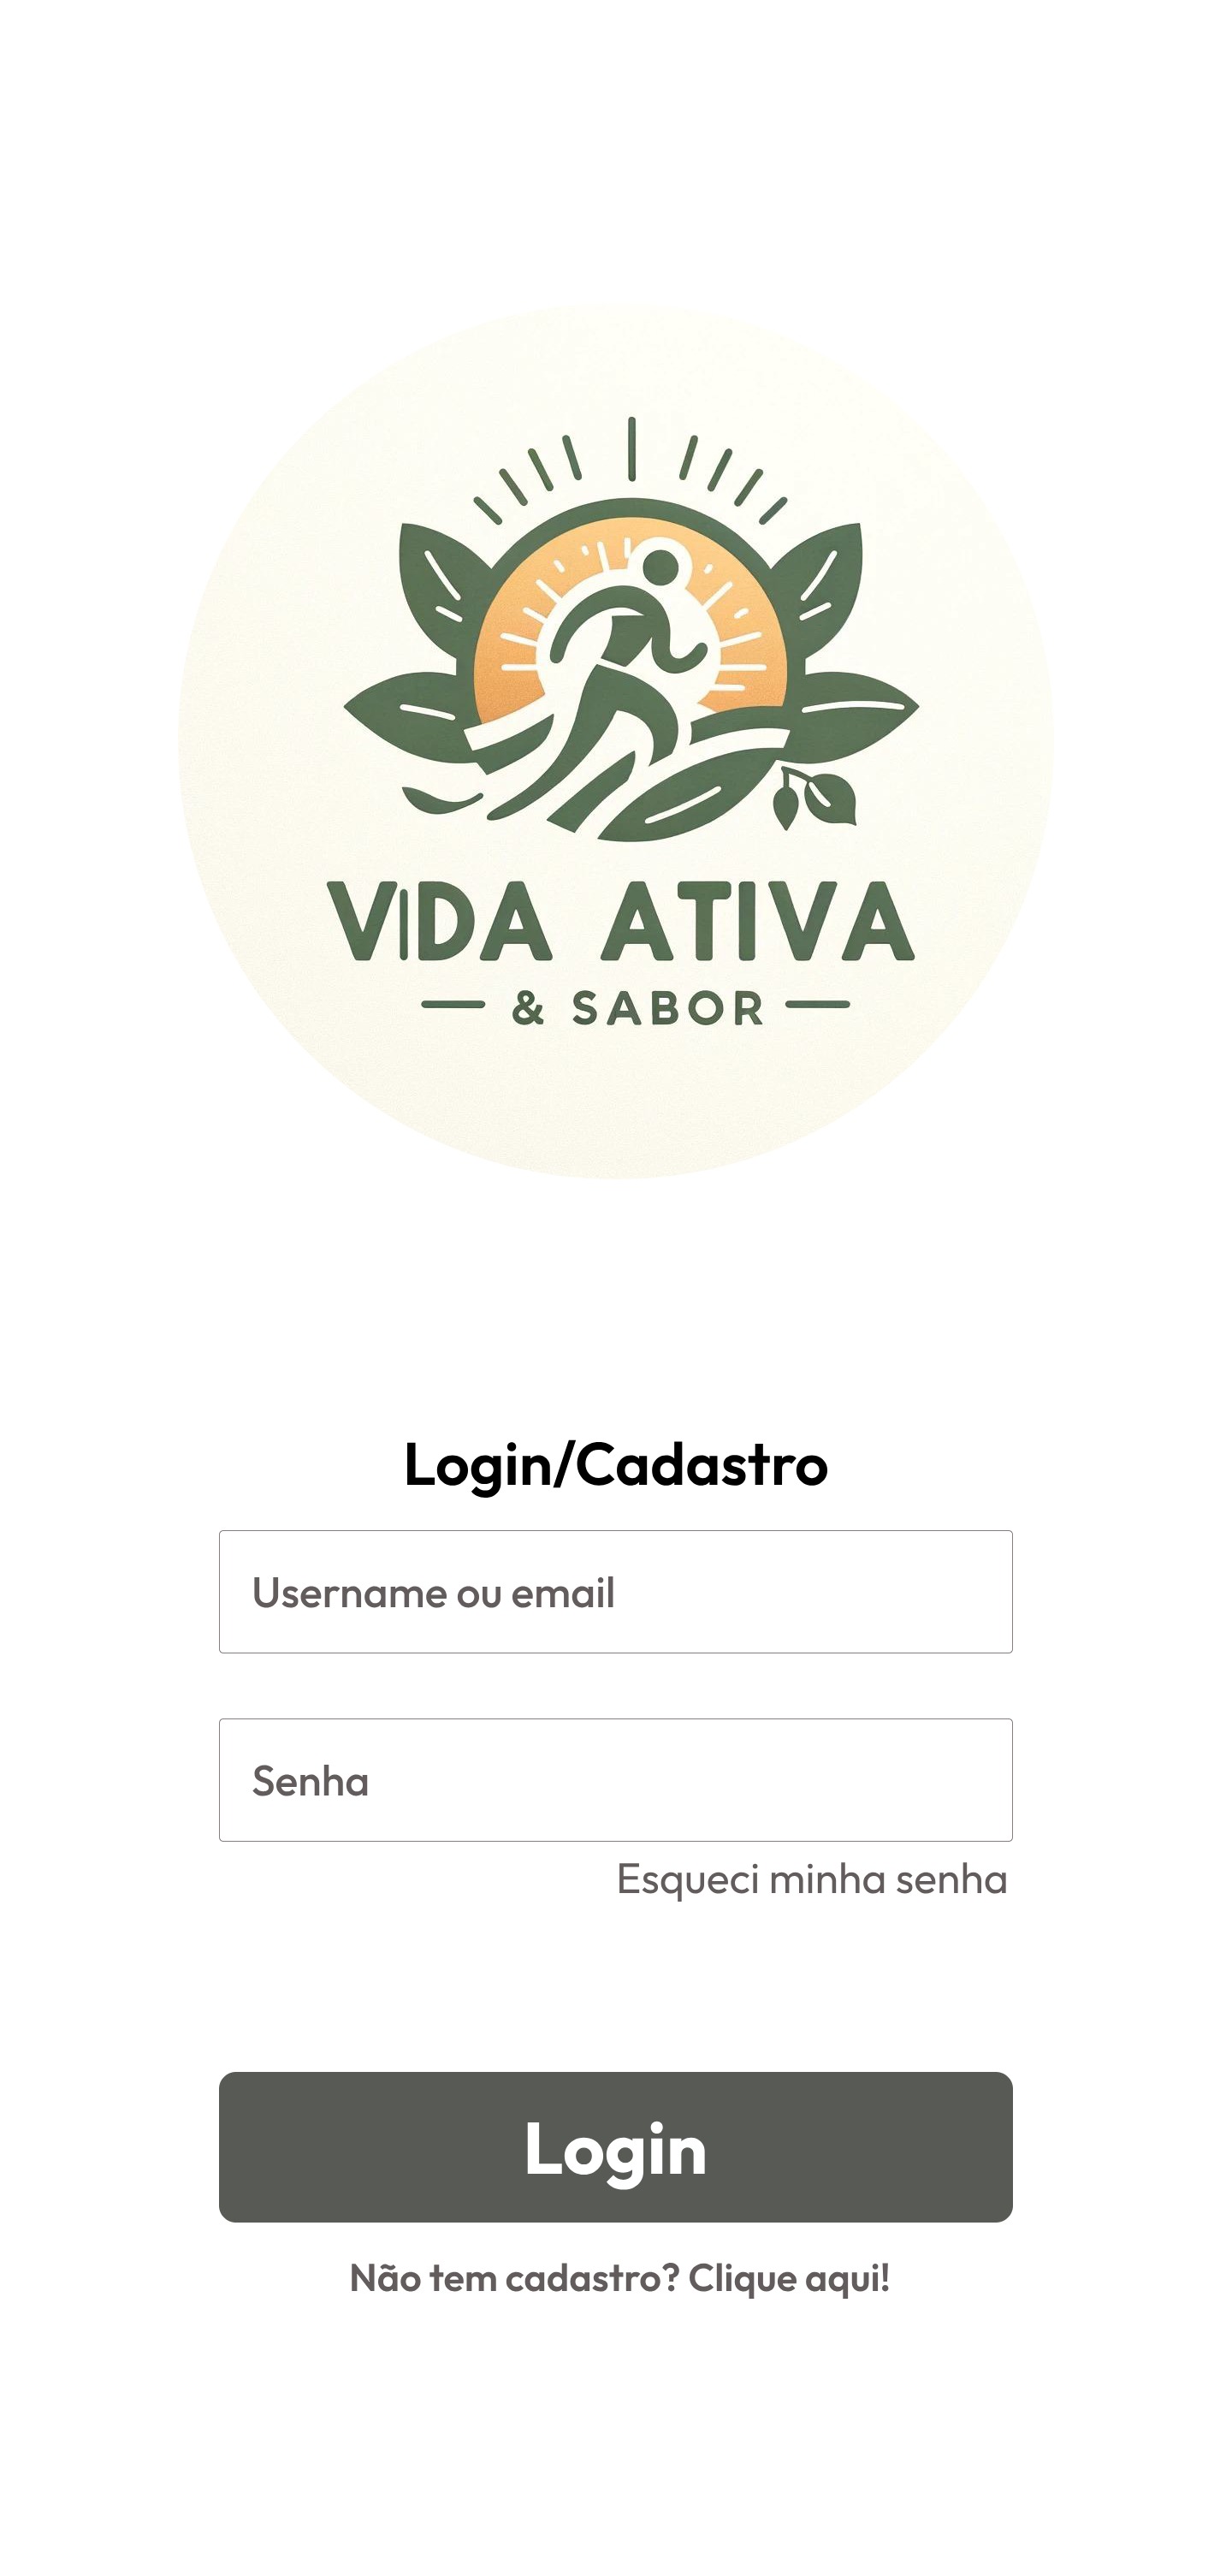 VIDA ATIVA
& SABOR
Login/Cadastro
Username ou email
Senha
Esqueci minha senha
Login
Não tem cadastro? Clique aqui!